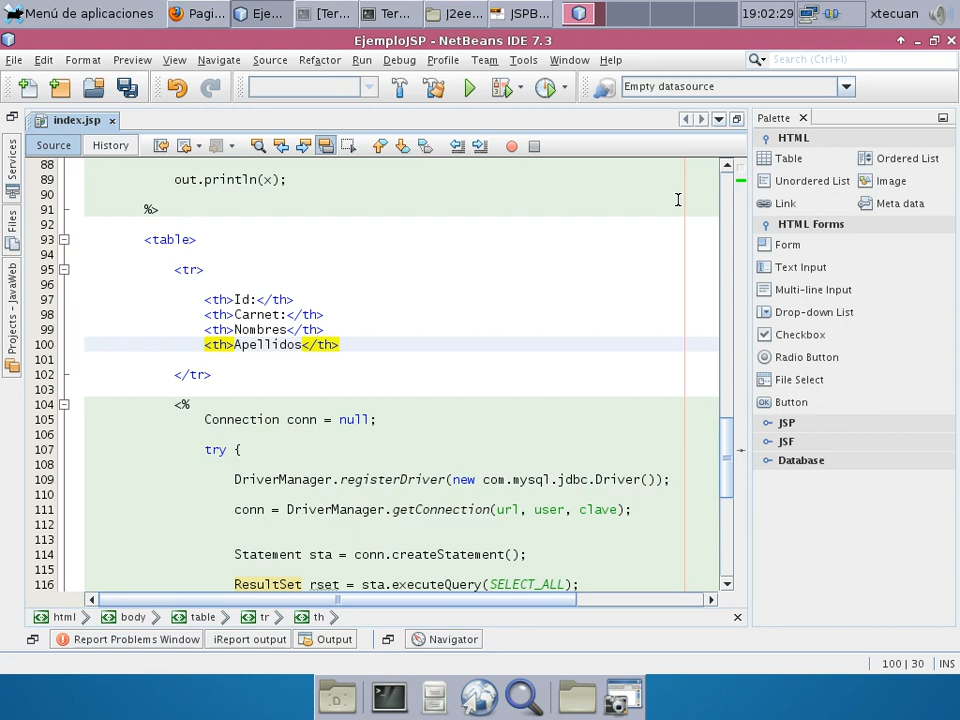 Menú de aplicaciones Pagi... Eje... [Ter... Ter... J2ee... JSPB... 19:02:29 xtecuan
EjemploJSP - NetBeans IDE 7.3
File Edit Format Preview View Navigate Source Refactor Run Debug Profile Team Tools Window Help Search (Ctrl+I)
Empty datasource
index.jsp
Palette
Source History
Services
Files
Projects - JavaWeb
88
89 out.println(x);
90
91 %>
92
93 <table>
94
95 <tr>
96
97 <th>Id:</th>
98 <th>Carnet:</th>
99 <th>Nombres</th>
100 <th>Apellidos</th>
101
102 </tr>
103
104 <%
105 Connection conn = null;
106
107 try {
108
109 DriverManager.registerDriver(new com.mysql.jdbc.Driver());
110
111 conn = DriverManager.getConnection(url, user, clave);
112
113
114 Statement sta = conn.createStatement();
115
116 ResultSet rset = sta.executeQuery(SELECT_ALL);
HTML
Table Ordered List
Unordered List Image
Link Meta data
HTML Forms
Form
Text Input
Multi-line Input
Drop-down List
Checkbox
Radio Button
File Select
Button
JSP
JSF
Database
html body table tr th
Report Problems Window iReport output Output Navigator
100 | 30 INS